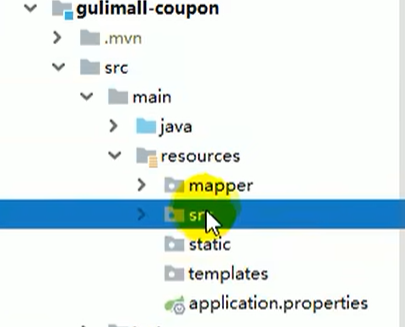 gulimall-coupon
.mvn
src
main
java
resources
mapper
static
templates
application.properties